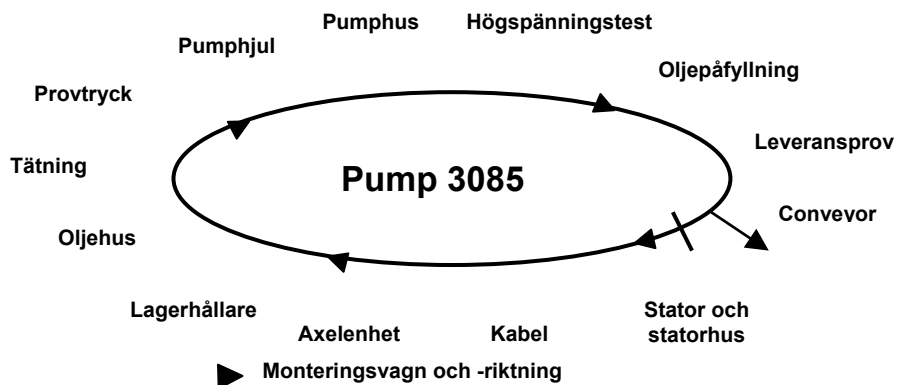 Pumphus
Högspänningstest
Pumphjul
Oljepåfyllning
Provtryck
Leveransprov
Tätning
Pump 3085
Conveyor
Oljehus
Lagerhållare
Stator och
statorhus
Axelenhet
Kabel
Monteringsvagn och -riktning